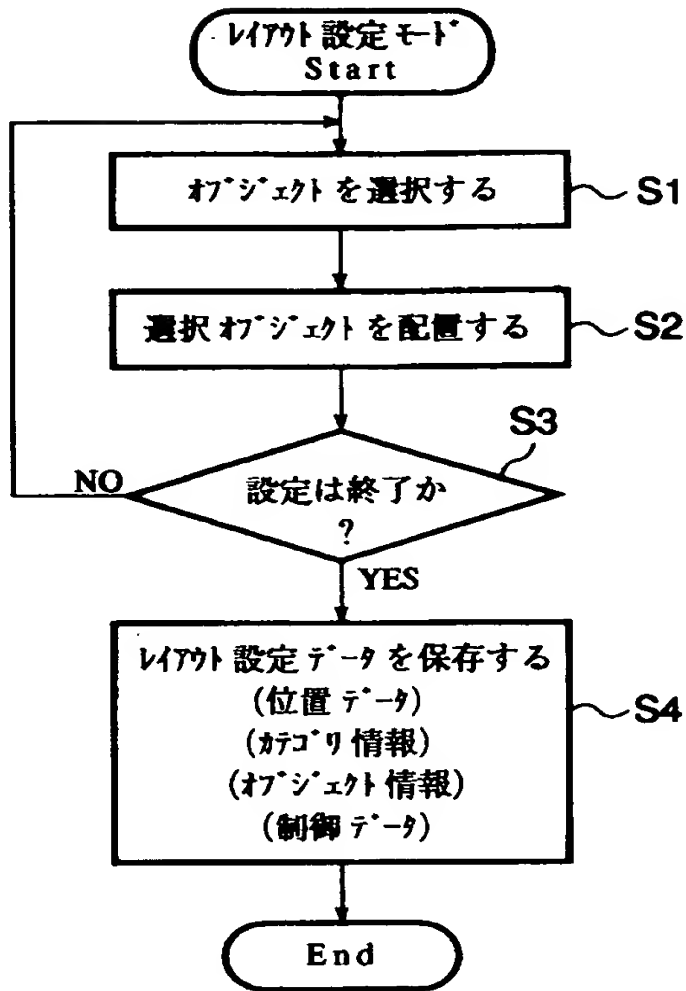 ﾚｲｱｳﾄ 設定 ﾓｰﾄﾞ
Start
ｵﾌﾞｼﾞｪｸﾄ を選択する
S1
選択 ｵﾌﾞｼﾞｪｸﾄ を配置する
S2
S3
設定は終了か
?
NO
YES
ﾚｲｱｳﾄ 設定 ﾃﾞｰﾀ を保存する
(位置 ﾃﾞｰﾀ)
(ｶﾃｺﾞﾘ 情報)
(ｵﾌﾞｼﾞｪｸﾄ 情報)
(制御 ﾃﾞｰﾀ)
S4
End